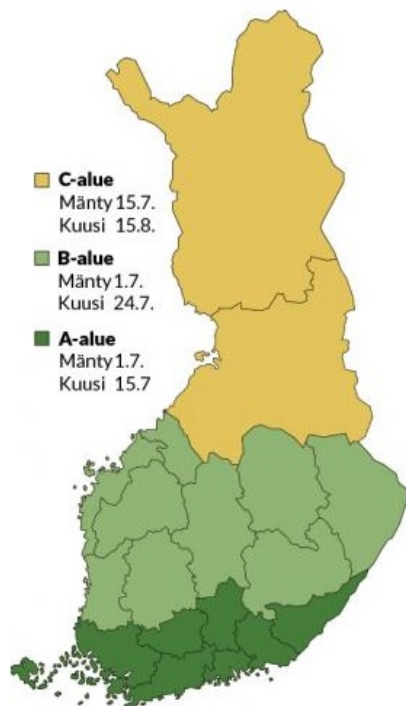 C-alue
Mänty 15.7.
Kuusi 15.8.
B-alue
Mänty 1.7.
Kuusi 24.7.
A-alue
Mänty 1.7.
Kuusi 15.7